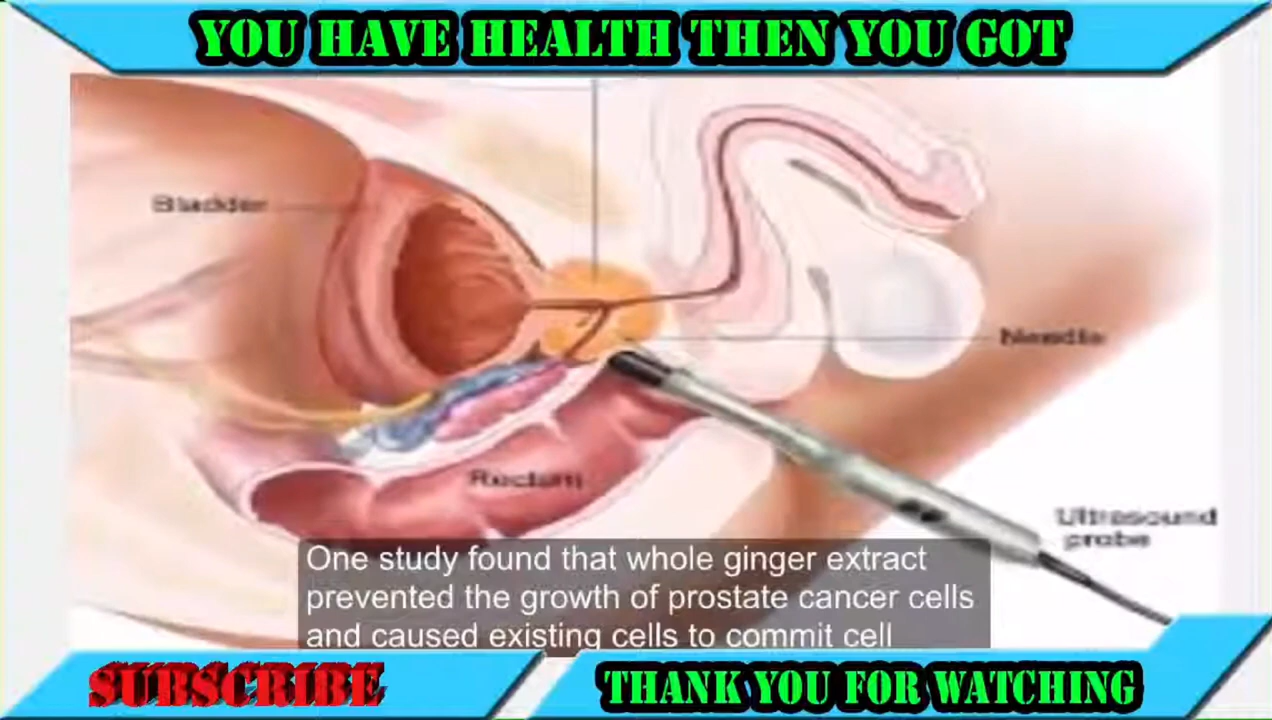 YOU HAVE HEALTH THEN YOU GOT
Bladder
Needle
Rectum
Ultrasound
probe
One study found that whole ginger extract
prevented the growth of prostate cancer cells
and caused existing cells to commit cell
SUBSCRIBE
THANK YOU FOR WATCHING